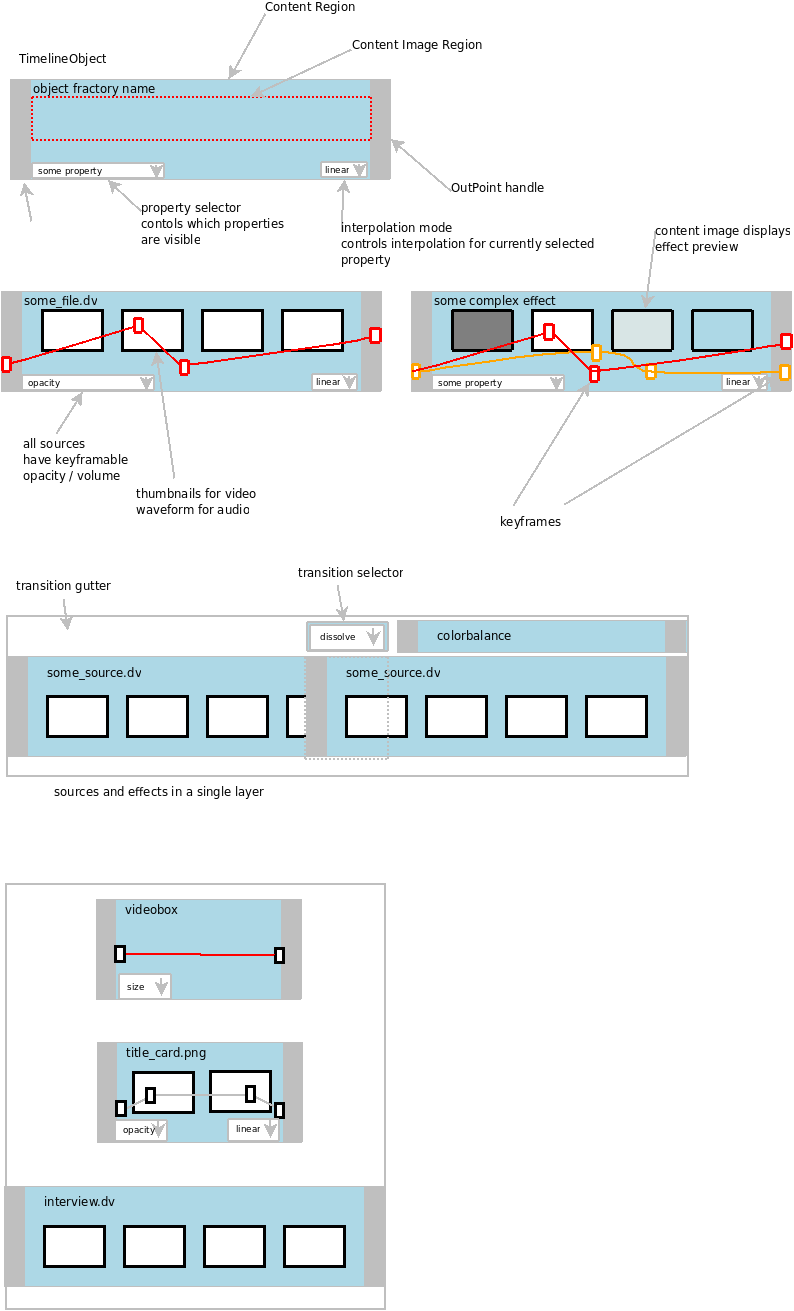 Content Region
Content Image Region
TimelineObject
object fractory name
some property
linear
OutPoint handle
property selector
contols which properties
are visible
interpolation mode
controls interpolation for currently selected
property
content image displays
effect preview
some_file.dv
opacity
linear
some complex effect
some property
linear
all sources
have keyframable
opacity / volume
thumbnails for video
waveform for audio
keyframes
transition gutter
transition selector
dissolve
colorbalance
some_source.dv
some_source.dv
sources and effects in a single layer
videobox
size
title_card.png
opacity
linear
interview.dv